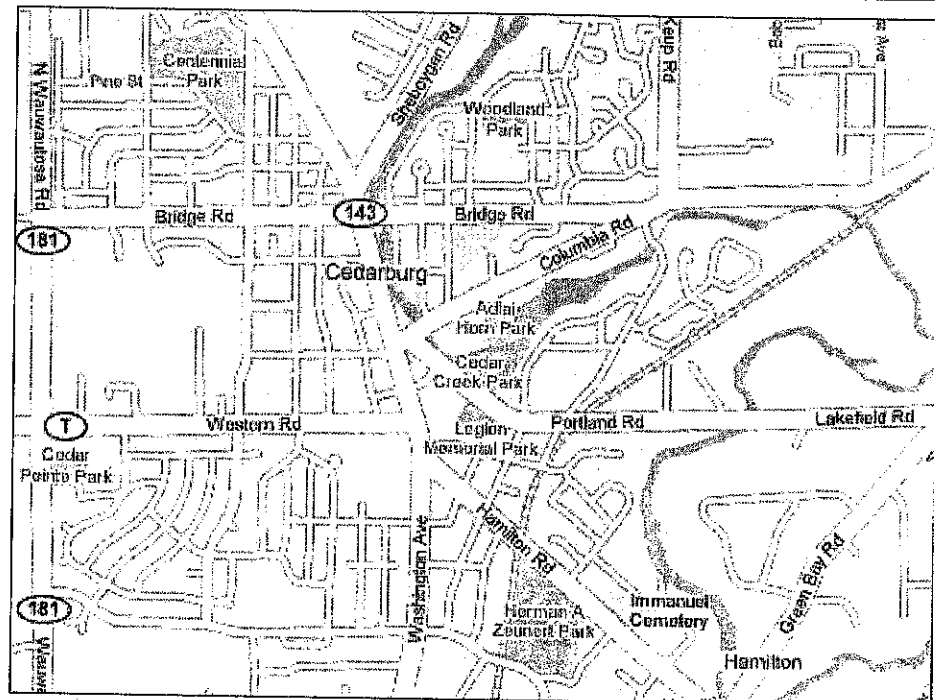 Centennial
Park
Pine St
Sheboygan Rd
Woodland
Park
Keup Rd
N Wauwatosa Rd
Bridge Rd
143
Bridge Rd
181
Columbia Rd
Cedarburg
Adlai
Horn Park
Cedar
Creek Park
T
Western Rd
Portland Rd
Lakefield Rd
Legion
Memorial Park
Cedar
Pointe Park
Hamilton Rd
Washington Ave
Green Bay Rd
181
Herman A
Zeunert Park
Immanuel
Cemetery
Hamilton